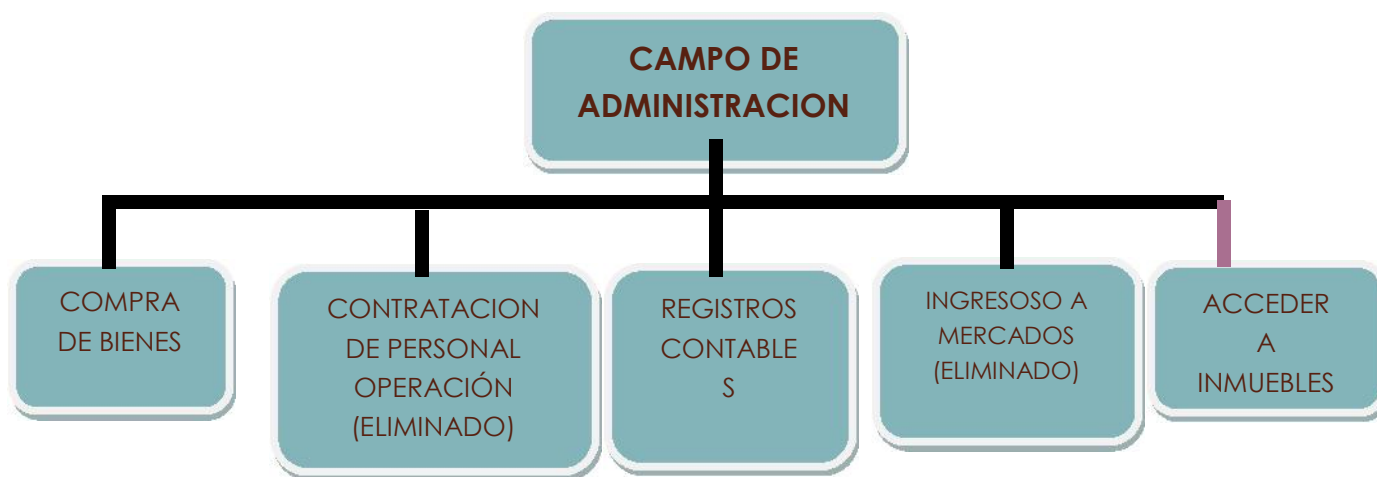 CAMPO DE
ADMINISTRACION
COMPRA
DE BIENES
CONTRATACION
DE PERSONAL
OPERACIÓN
(ELIMINADO)
REGISTROS
CONTABLE
S
INGRESOSO A
MERCADOS
(ELIMINADO)
ACCEDER
A
INMUEBLES